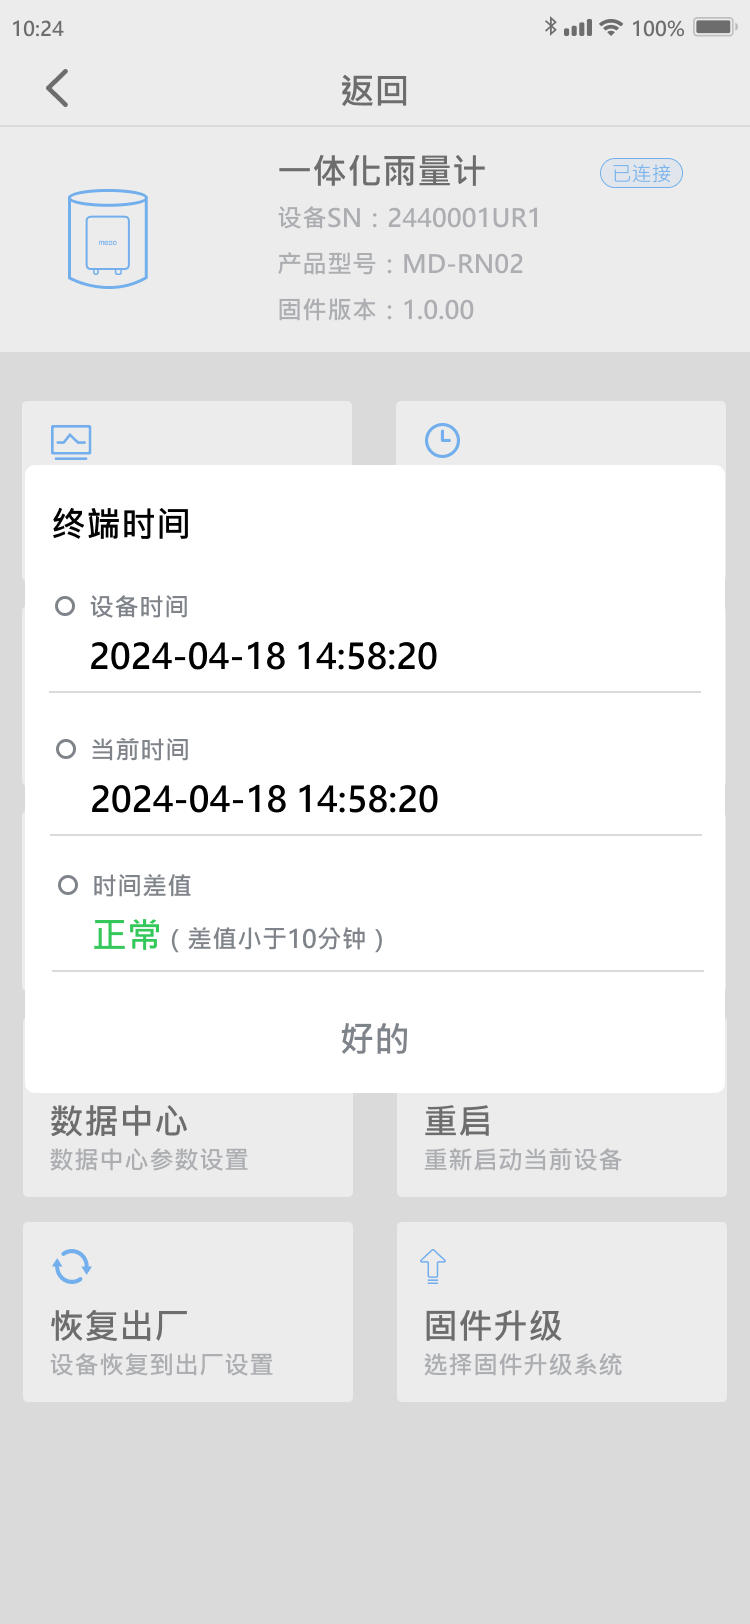 10:24
100%
返回
一体化雨量计
已连接
设备SN：2440001UR1
产品型号：MD-RN02
固件版本：1.0.00
终端时间
设备时间
2024-04-18 14:58:20
当前时间
2024-04-18 14:58:20
时间差值
正常（差值小于10分钟）
好的
数据中心
数据中心参数设置
重启
重新启动当前设备
恢复出厂
设备恢复到出厂设置
固件升级
选择固件升级系统